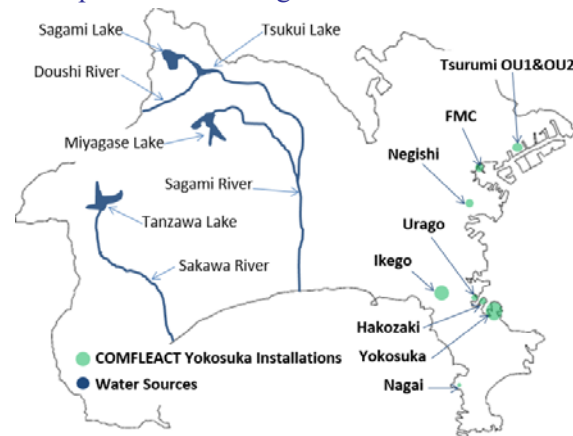 Sagami Lake
Tsukui Lake
Doushi River
Tsurumi OU1&OU2
FMC
Miyagase Lake
Negishi
Sagami River
Tanzawa Lake
Urago
Ikego
Sakawa River
Hakozaki
COMFLEACT Yokosuka Installations
Yokosuka
Water Sources
Nagai